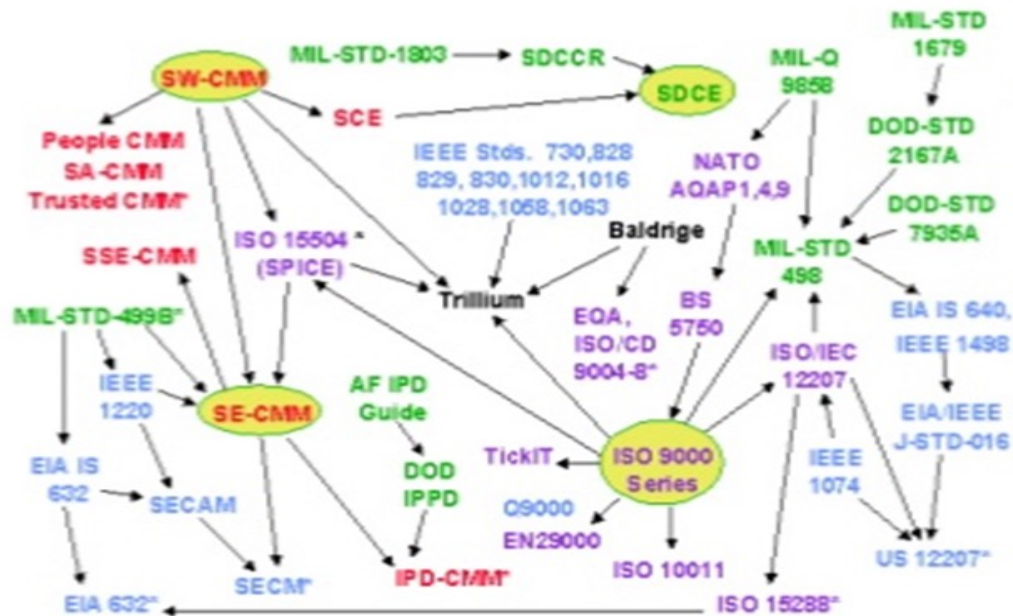 MIL-STD
1679
MIL-STD-1803
SDCCR
MIL-Q
9858
SW-CMM
SDCE
SCE
DOD-STD
2167A
People CMM
SA-CMM
Trusted CMM*
IEEE Stds. 730,828
829, 830,1012,1016
1028,1058,1063
NATO
AQAP1,4,9
DOD-STD
7935A
Baldrige
ISO 15504 *
(SPICE)
SSE-CMM
MIL-STD
498
Trillium
MIL-STD-499B*
EQA,
ISO/CD
9004-8*
BS
5750
EIA IS 640,
IEEE 1498
ISO/IEC
12207
IEEE
1220
SE-CMM
AF IPD
Guide
EIA/IEEE
J-STD-016
EIA IS
632
SECAM
DOD
IPPD
TickIT
ISO 9000
Series
IEEE
1074
Q9000
EN29000
US 12207*
ISO 10011
SECM*
IPD-CMM*
EIA 632*
ISO 15288*